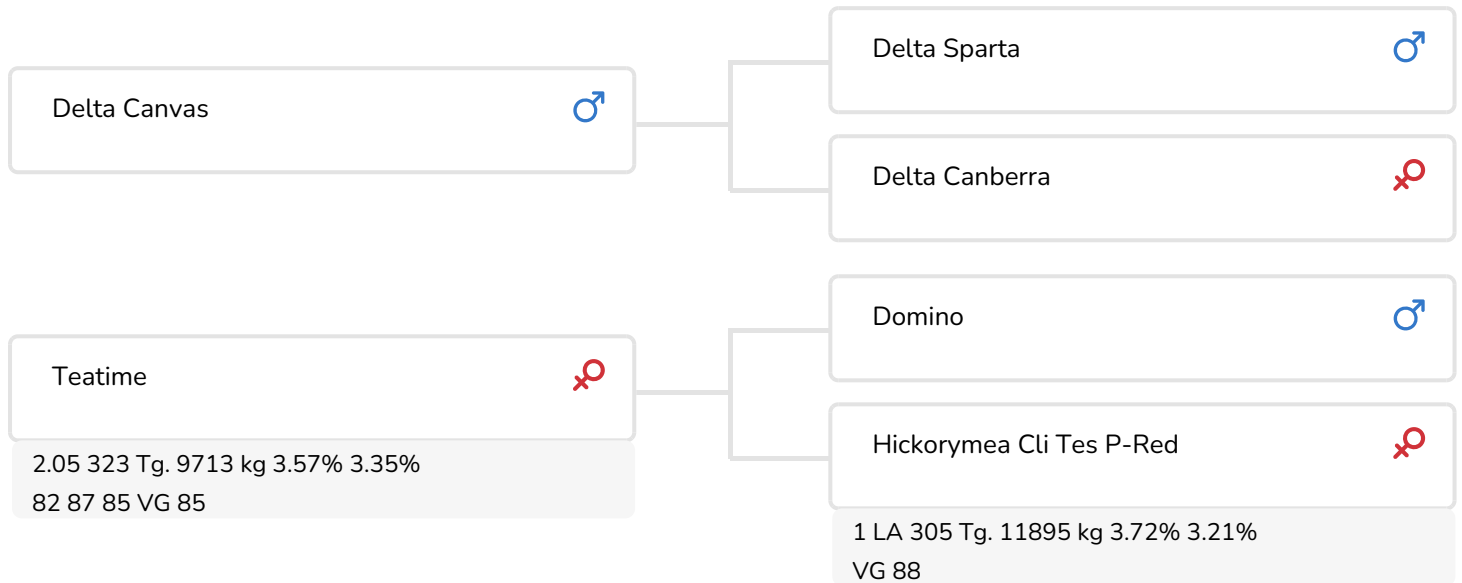 Delta Sparta
Delta Canvas
Delta Canberra
Domino
Teatime
Hickorymea Cli Tes P-Red
2.05 323 Tg. 9713 kg 3.57% 3.35%
82 87 85 VG 85
1 LA 305 Tg. 11895 kg 3.72% 3.21%
VG 88